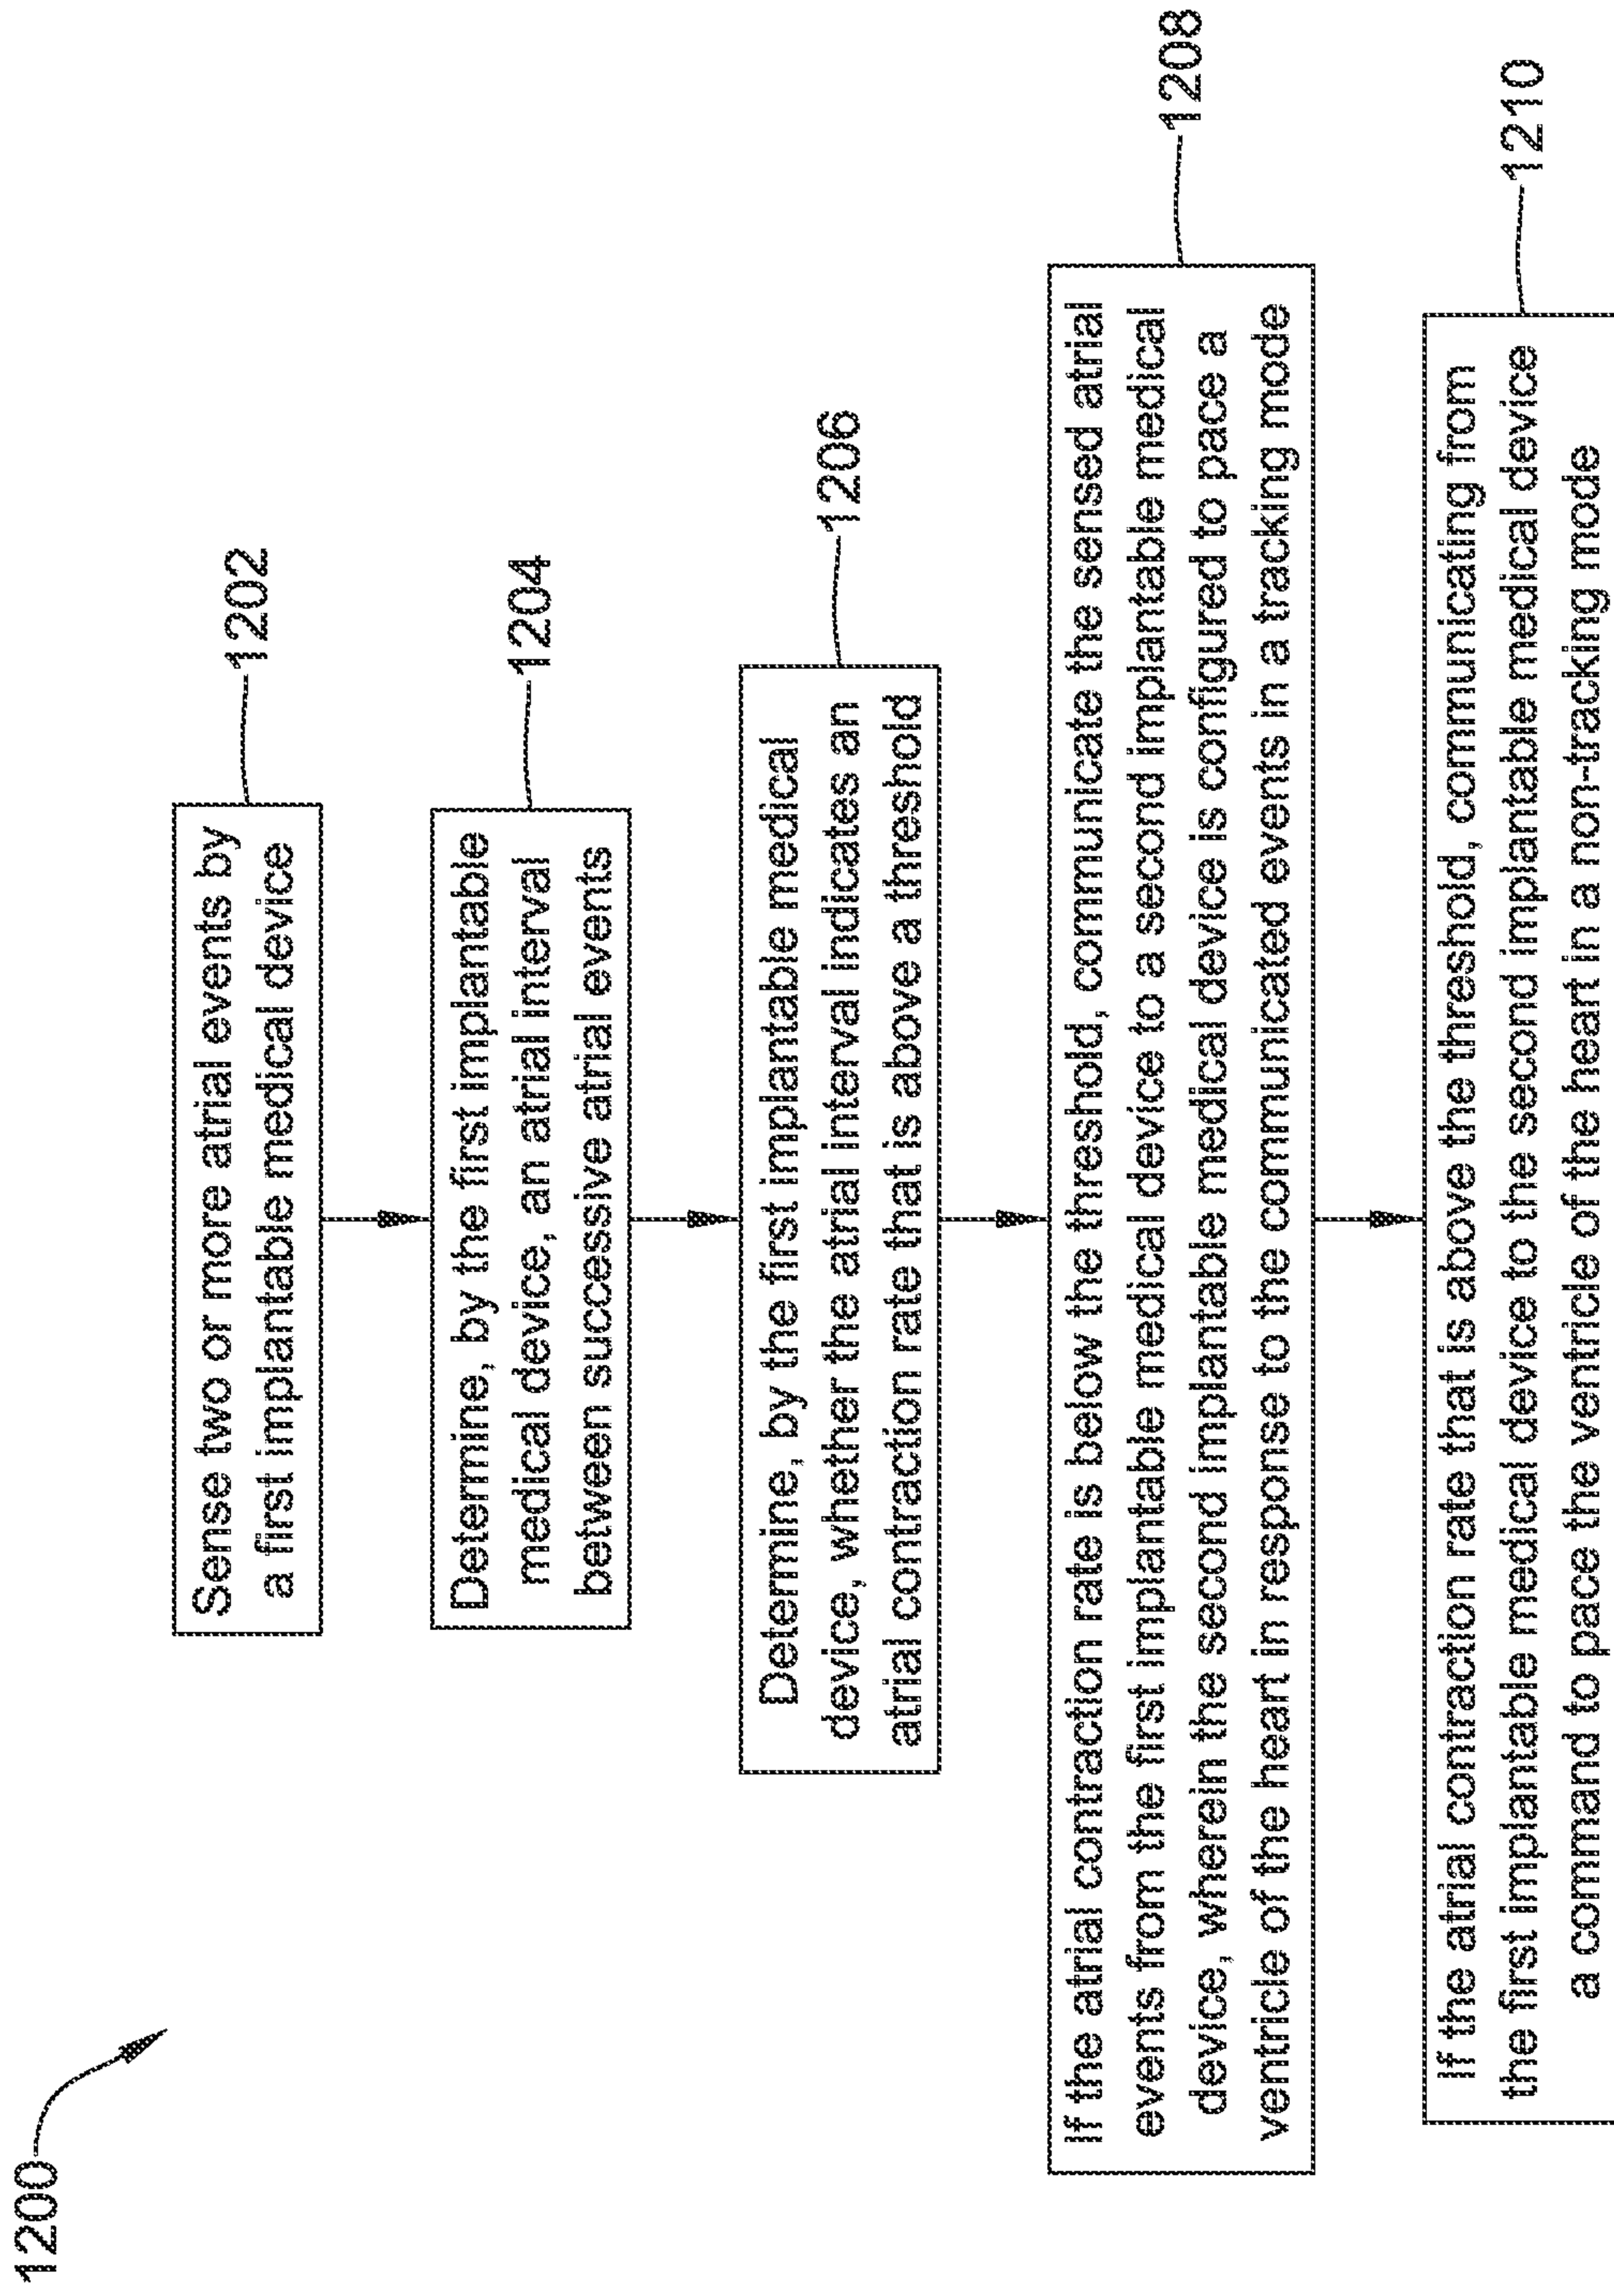 1200
Sense two or more atrial events by
a first implantable medical device
1202
Determine, by the first implantable
medical device, an atrial interval
between successive atrial events
1204
Determine, by the first implantable medical
device, whether the atrial interval indicates an
atrial contraction rate that is above a threshold
1206
If the atrial contraction rate is below the threshold, communicate the sensed atrial
events from the first implantable medical device to a second implantable medical
device, wherein the second implantable medical device is configured to pace a
ventricle of the heart in response to the communicated events in a tracking mode
1208
If the atrial contraction rate that is above the threshold, communicating from
the first implantable medical device to the second implantable medical device
a command to pace the ventricle of the heart in a non-tracking mode
1210